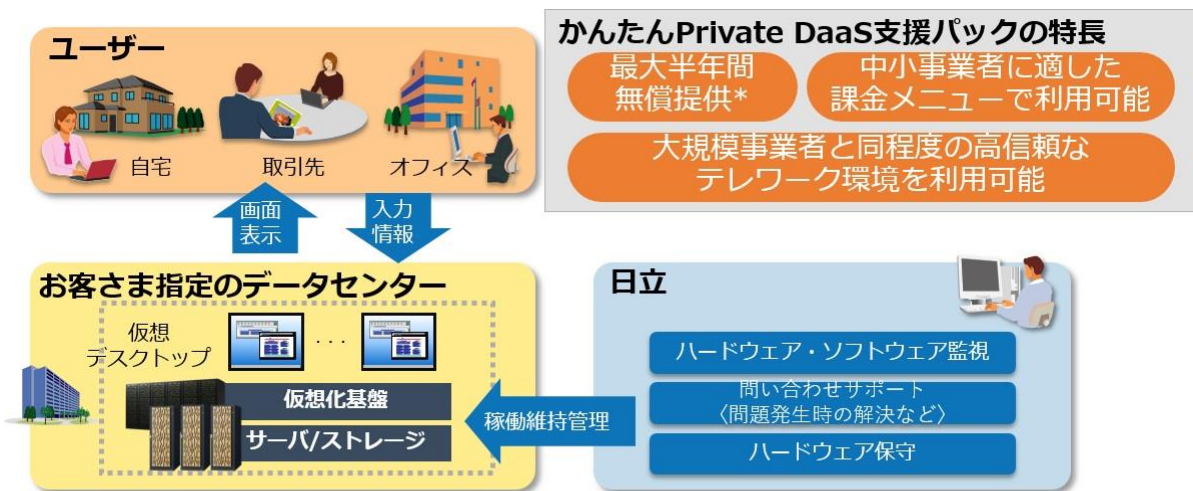 ユーザー
自宅
取引先
オフィス
かんたんPrivate DaaS支援パックの特長
最大半年間
無償提供*
中小事業者に適した
課金メニューで利用可能
大規模事業者と同程度の高信頼な
テレワーク環境を利用可能
画面
表示
入力
情報
お客さま指定のデータセンター
仮想
デスクトップ
...
仮想化基盤
サーバ/ストレージ
稼働維持管理
日立
ハードウェア・ソフトウェア監視
問い合わせサポート
〈問題発生時の解決など〉
ハードウェア保守